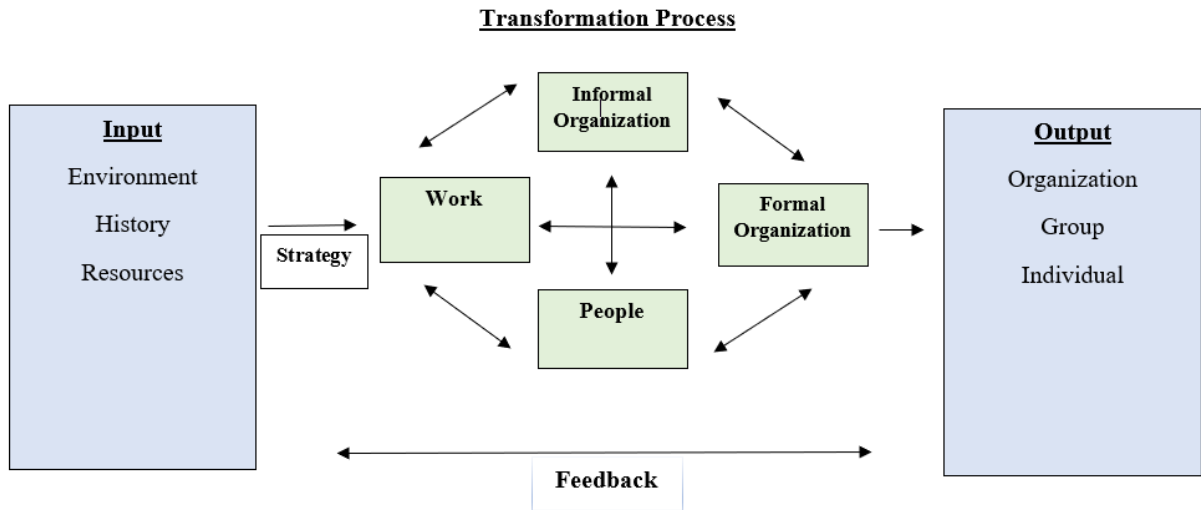 Transformation Process
Input
Environment
History
Resources
Strategy
Work
Informal
Organization
People
Formal
Organization
Output
Organization
Group
Individual
Feedback